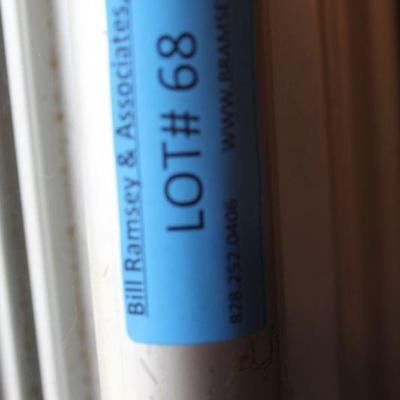 Bill Ramsey & Associates,
LOT# 68
828.252.0406 WWW.BRAMSE